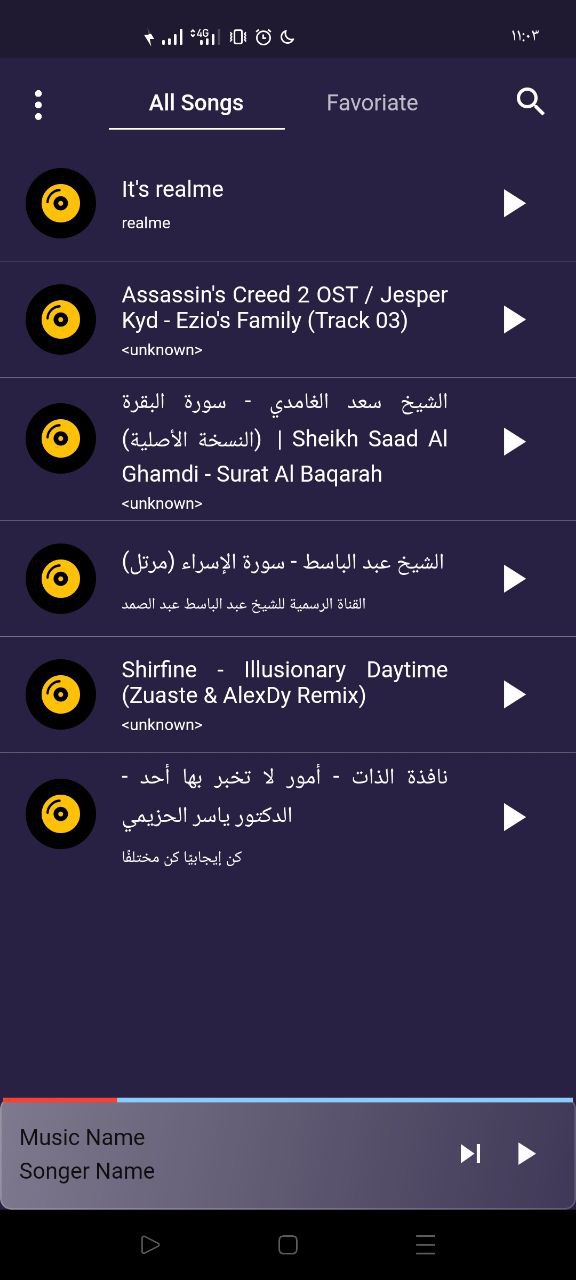 4G
١١:٠٣
All Songs
Favoriate
It's realme
realme
Assassin's Creed 2 OST / Jesper
Kyd - Ezio's Family (Track 03)
<unknown>
الشيخ سعد الغامدي - سورة البقرة
(النسخة الأصلية) | Sheikh Saad Al
Ghamdi - Surat Al Baqarah
<unknown>
الشيخ عبد الباسط - سورة الإسراء (مرتل)
القناة الرسمية للشيخ عبد الباسط عبد الصمد
Shirfine - Illusionary Daytime
(Zuaste & AlexDy Remix)
<unknown>
نافذة الذات - أمور لا تخبر بها أحد -
الدكتور ياسر الحزيمي
كن إيجابيًا كن مختلفًا
Music Name
Songer Name